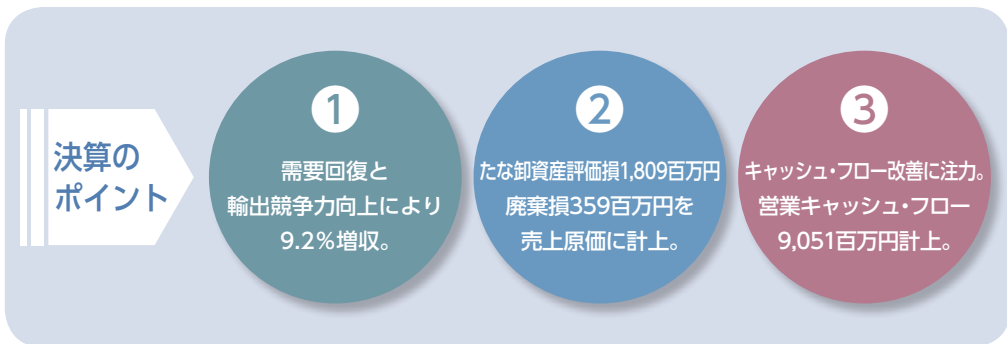 決算の
ポイント
1
需要回復と
輸出競争力向上により
9.2%増収。
2
たな卸資産評価損1,809百万円
廃棄損359百万円を
売上原価に計上。
3
キャッシュ・フロー改善に注力。
営業キャッシュ・フロー
9,051百万円計上。